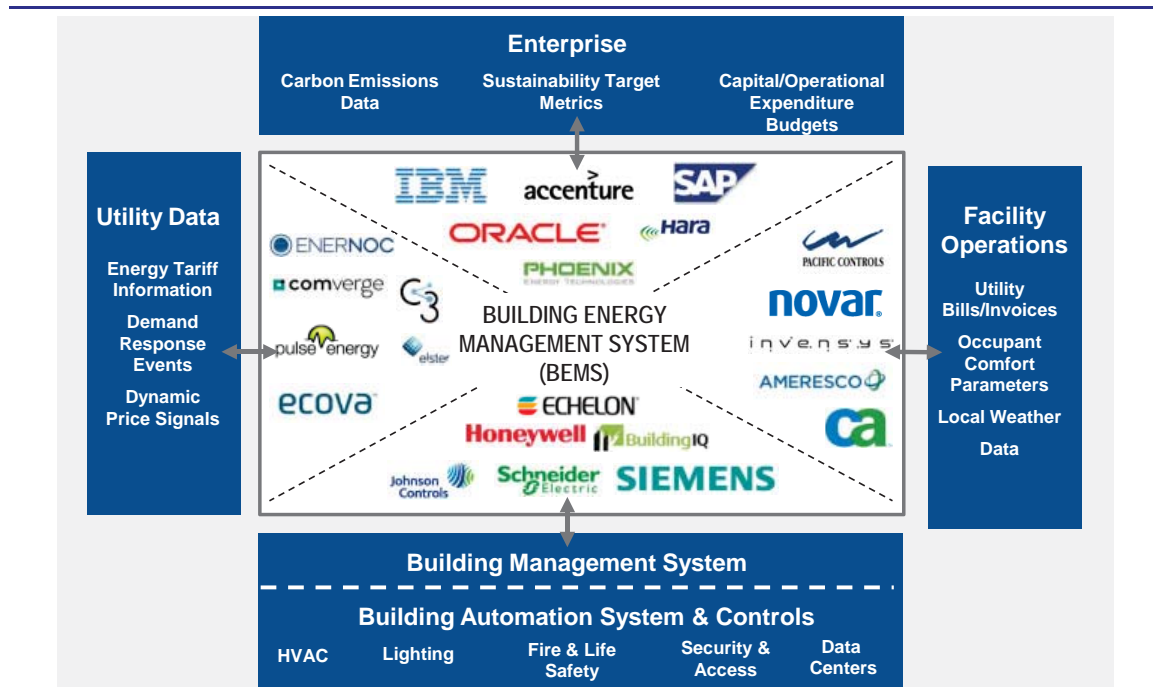 Enterprise
Carbon Emissions
Data
Sustainability Target
Metrics
Capital/Operational
Expenditure
Budgets
Utility Data
Energy Tariff
Information
Demand
Response
Events
Dynamic
Price Signals
IBM
accenture
SAP
ORACLE
Hara
PHOENIX
ENERGY TECHNOLOGIES
ENERNOC
comverge
C3
pulse energy
elster
ecova
BUILDING ENERGY
MANAGEMENT SYSTEM
(BEMS)
PACIFIC CONTROLS
novar.
invensys
AMERESCO
ca
ECHELON
Honeywell
BuildingIQ
Johnson
Controls
Schneider
Electric
SIEMENS
Facility
Operations
Utility
Bills/Invoices
Occupant
Comfort
Parameters
Local Weather
Data
Building Management System
Building Automation System & Controls
HVAC
Lighting
Fire & Life
Safety
Security &
Access
Data
Centers